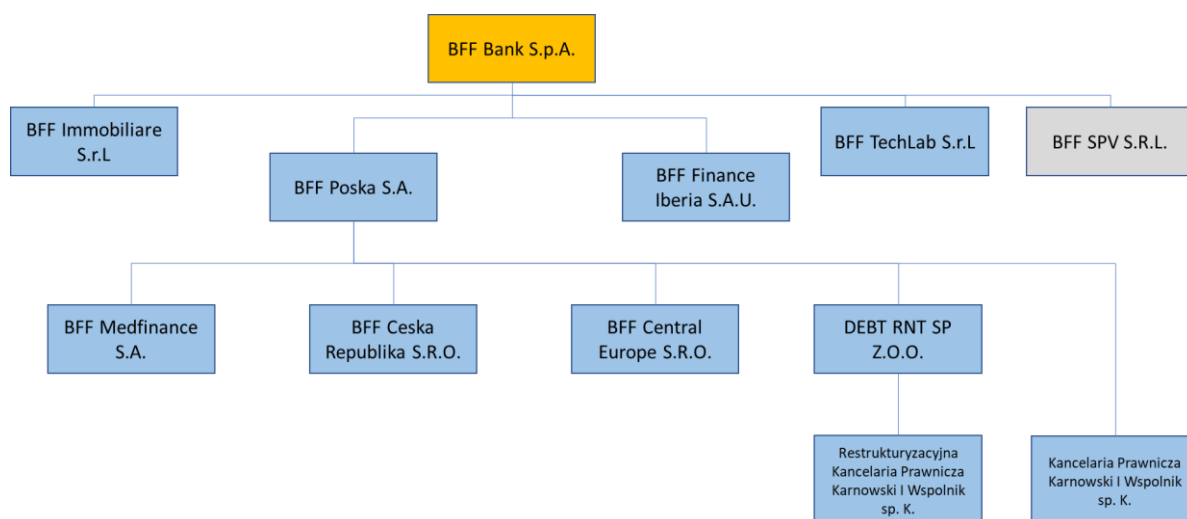 BFF Bank S.p.A.
BFF Immobiliare
S.r.L
BFF TechLab S.r.L
BFF SPV S.R.L.
BFF Poska S.A.
BFF Finance
Iberia S.A.U.
BFF Medfinance
S.A.
BFF Ceska
Republika S.R.O.
BFF Central
Europe S.R.O.
DEBT RNT SP
Z.O.O.
Restrukturyzacyjna
Kancelaria Prawnicza
Karnowski I Wspolnik
sp. K.
Kancelaria Prawnicza
Karnowski I Wspolnik
sp. K.